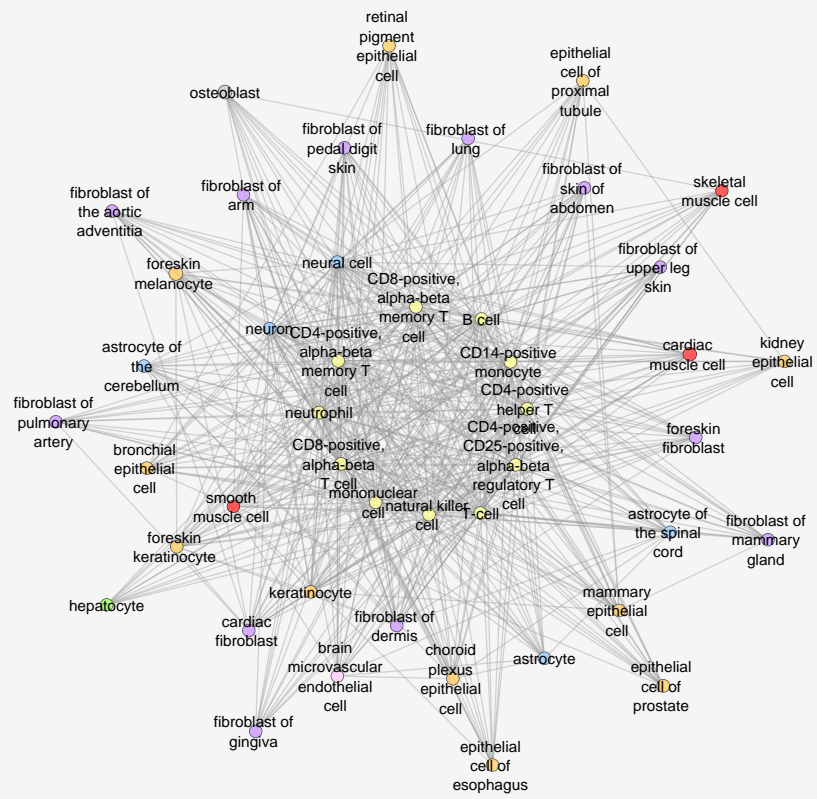 retinal
pigment
epithelial
cell
epithelial
cell of
proximal
tubule
osteoblast
fibroblast of
pedal digit
skin
fibroblast of
lung
fibroblast of
skin of
abdomen
skeletal
muscle cell
fibroblast of
arm
fibroblast of
the aortic
adventitia
foreskin
melanocyte
neural cell
fibroblast of
upper leg
skin
CD8-positive,
alpha-beta
memory T
cell
B cell
neuron
CD4-positive,
alpha-beta
memory T
cell
CD14-positive
monocyte
cardiac
muscle cell
kidney
epithelial
cell
astrocyte of
the
cerebellum
CD4-positive
helper T
cell
fibroblast of
pulmonary
artery
neutrophil
CD4-positive,
CD25-positive,
alpha-beta
regulatory T
cell
foreskin
fibroblast
bronchial
epithelial
cell
CD8-positive,
alpha-beta
T cell
smooth
muscle cell
mononuclear
cell
natural killer
cell
T-cell
astrocyte of
the spinal
cord
fibroblast of
mammary
gland
foreskin
keratinocyte
hepatocyte
keratinocyte
mammary
epithelial
cell
cardiac
fibroblast
fibroblast of
dermis
brain
microvascular
endothelial
cell
choroid
plexus
epithelial
cell
astrocyte
epithelial
cell of
prostate
fibroblast of
gingiva
epithelial
cell of
esophagus